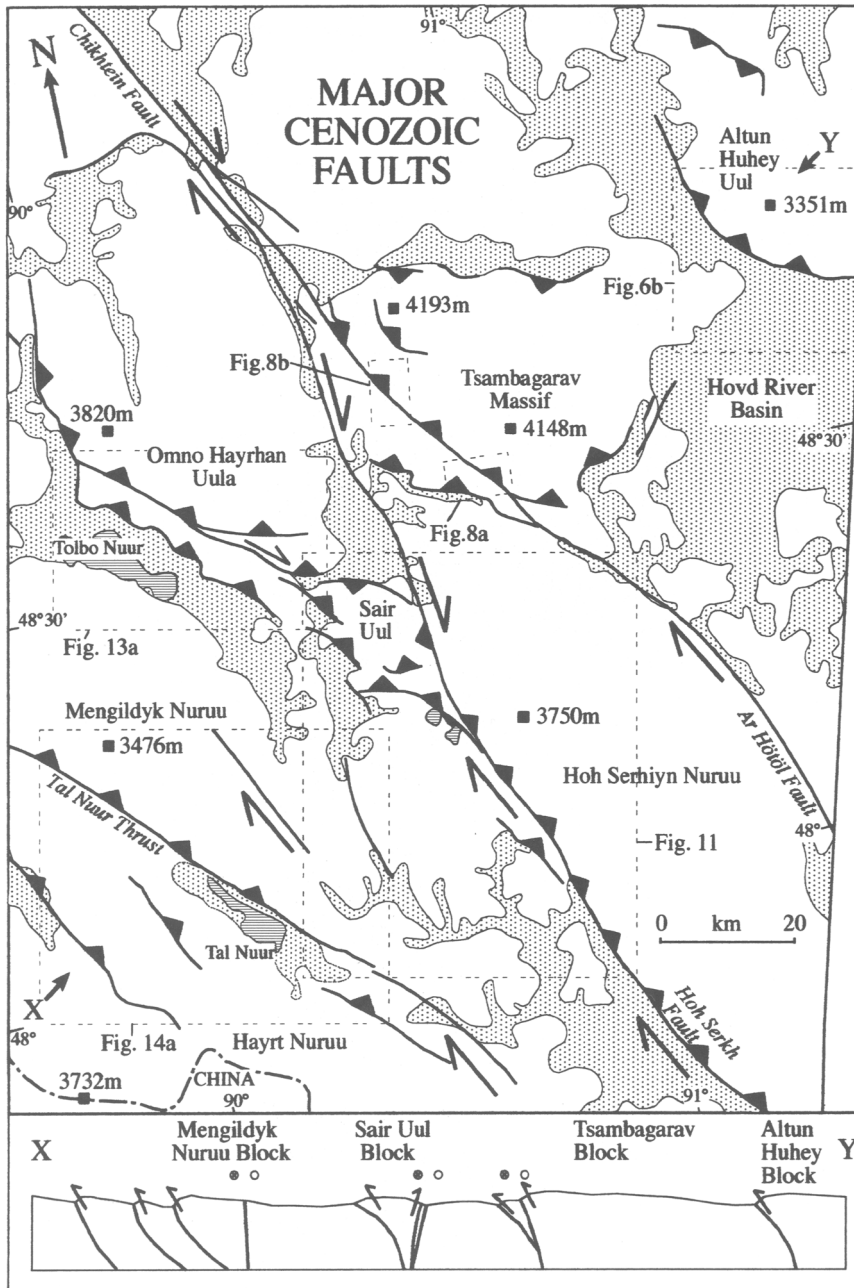 91°
N
Chikhtein Fault
MAJOR
CENOZOIC
FAULTS
Altun
Huhey
Uul
Y
3351m
90°
4193m
Fig.6b
Fig.8b
Tsambagarav
Massif
Hovd River
Basin
3820m
4148m
48°30'
Omno Hayrhan
Uula
Fig.8a
Tolbo Nuur
Sair
Uul
48°30'
Fig. 13a
Mengildyk Nuruu
3476m
3750m
Hoh Serhiyn Nuruu
Ar Hötöl Fault
Tal Nuur Thrust
48°
Fig. 11
0 km 20
Tal Nuur
X
Hoh Serkh
Fault
48°
Fig. 14a
Hayrt Nuruu
3732m
CHINA
90°
91°
X
Mengildyk
Nuruu Block
Sair Uul
Block
Tsambagarav
Block
Altun
Huhey
Block
Y